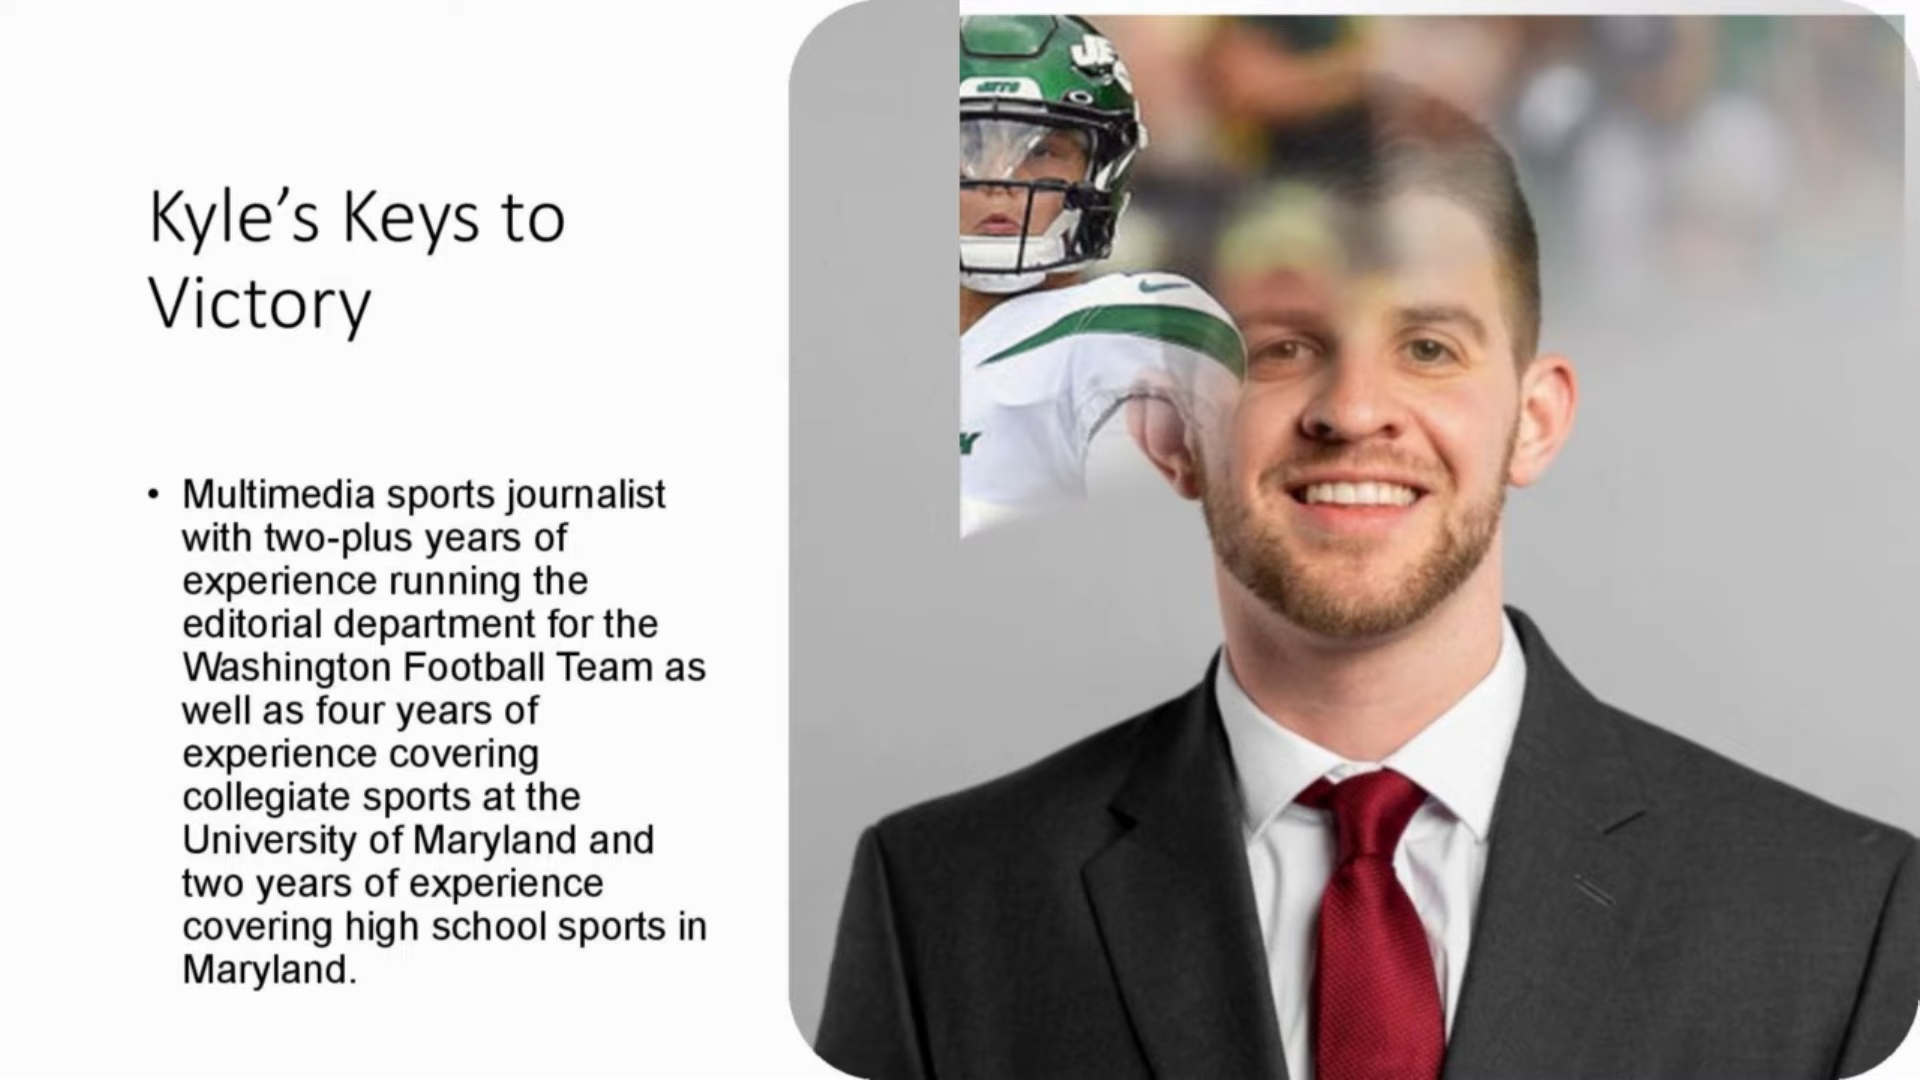 Kyle’s Keys to
Victory
• Multimedia sports journalist
with two-plus years of
experience running the
editorial department for the
Washington Football Team as
well as four years of
experience covering
collegiate sports at the
University of Maryland and
two years of experience
covering high school sports in
Maryland.
JETS